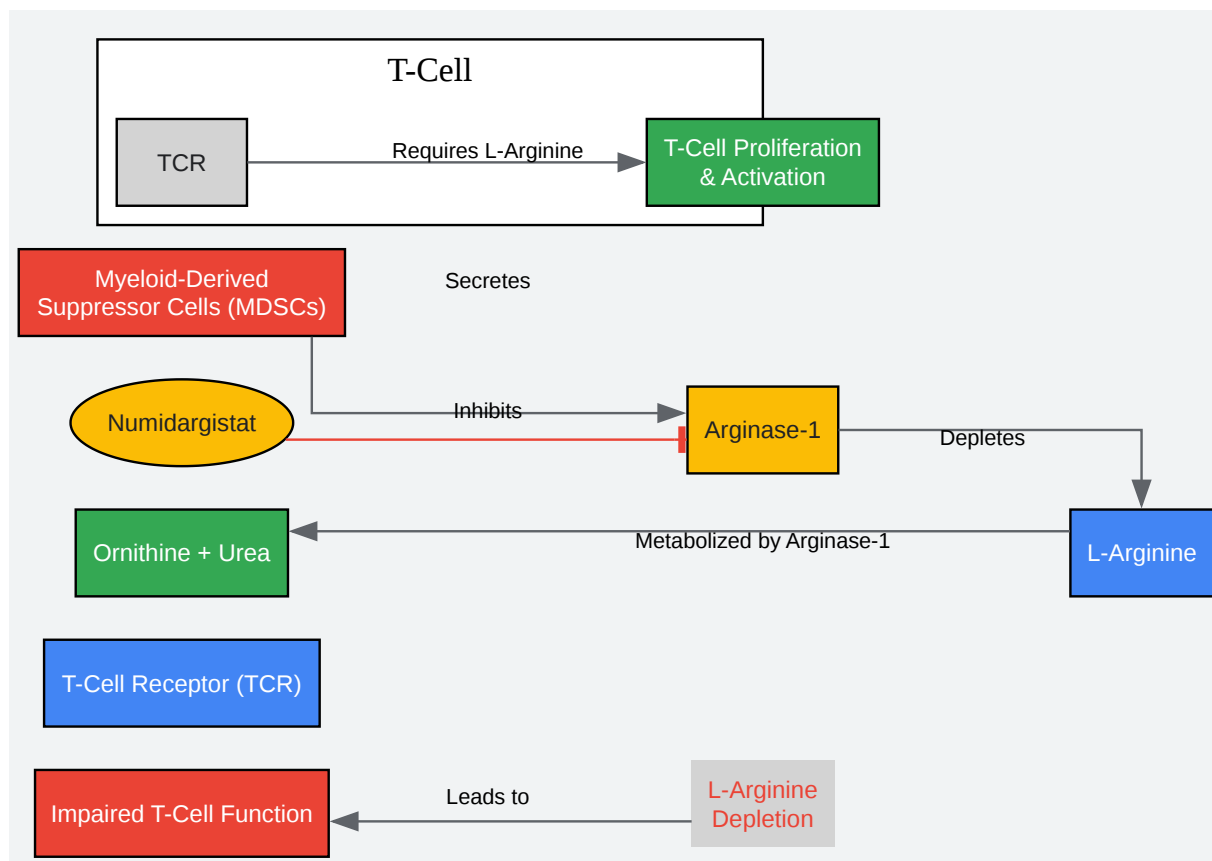 T-Cell
TCR
Requires L-Arginine
T-Cell Proliferation
& Activation
Myeloid-Derived
Suppressor Cells (MDSCs)
Secretes
Numidargistat
Inhibits
Arginase-1
Depletes
Ornithine + Urea
Metabolized by Arginase-1
L-Arginine
T-Cell Receptor (TCR)
Impaired T-Cell Function
Leads to
L-Arginine
Depletion